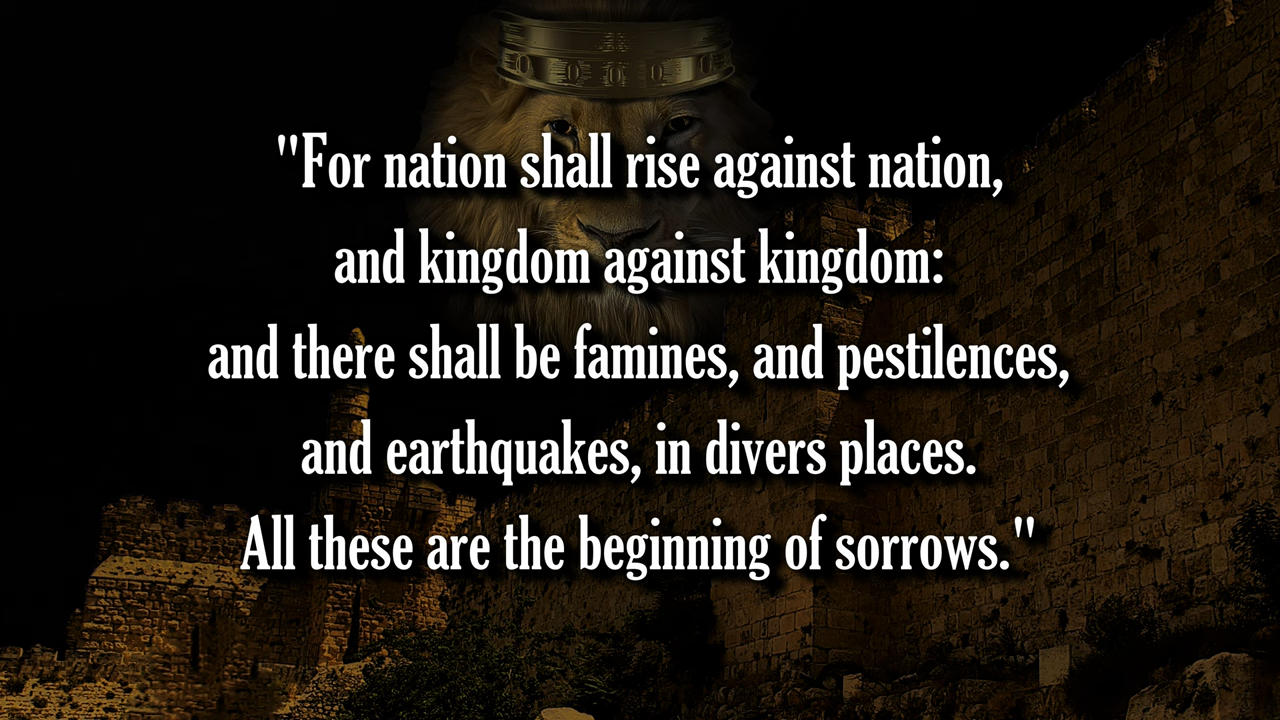 "For nation shall rise against nation,
and kingdom against kingdom:
and there shall be famines, and pestilences,
and earthquakes, in divers places.
All these are the beginning of sorrows."